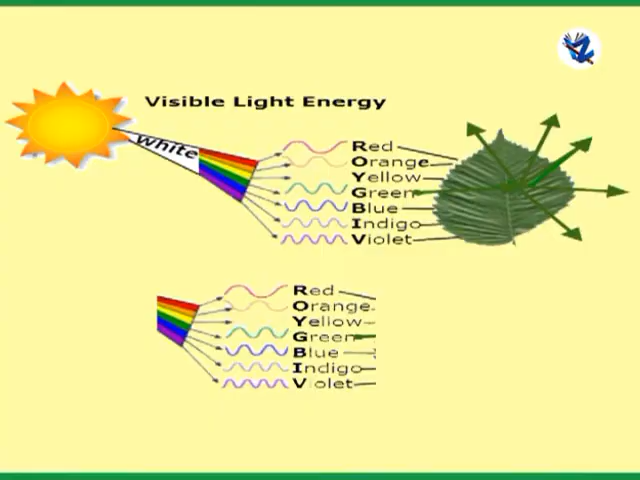 Visible Light Energy
White
Red
Orange
Yellow
Green
Blue
Indigo
Violet
Red
Orange
Yellow
Green
Blue
Indigo
Violet